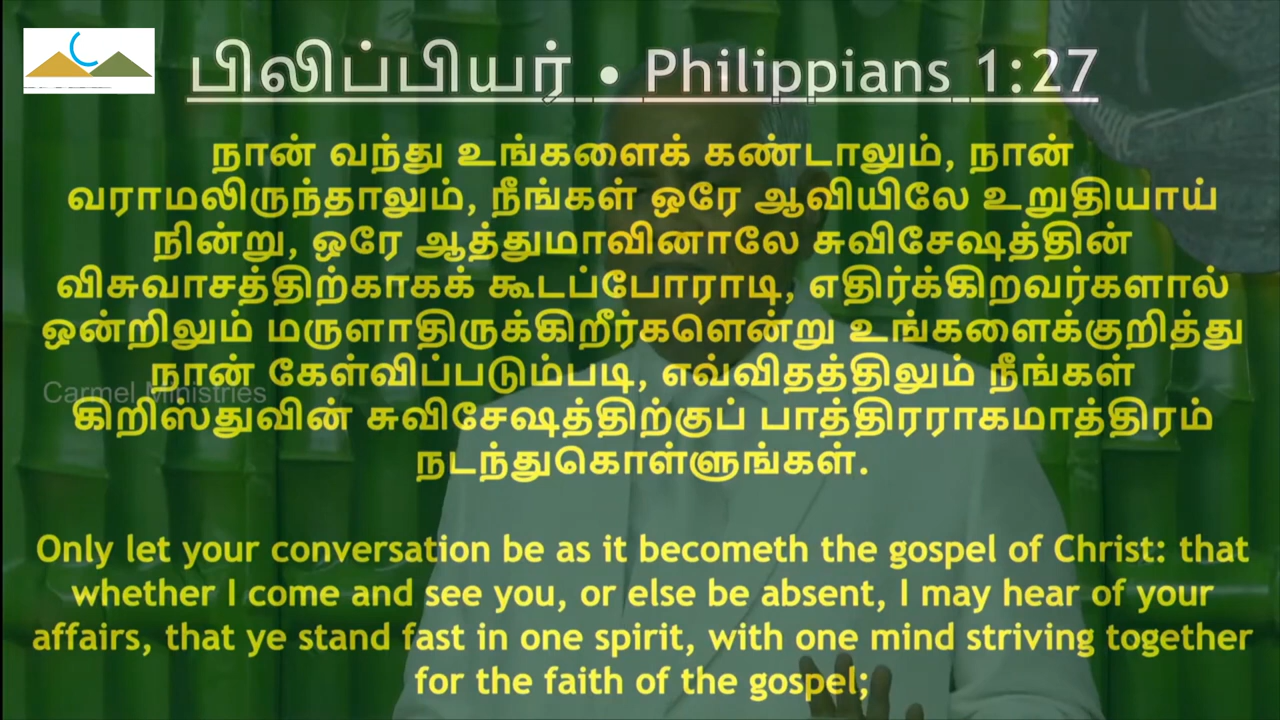 பிலிப்பியர் • Philippians 1:27
நான் வந்து உங்களைக் கண்டாலும், நான்
வராமலிருந்தாலும், நீங்கள் ஒரே ஆவியிலே உறுதியாய்
நின்று, ஒரே ஆத்துமாவினாலே சுவிசேஷத்தின்
விசுவாசத்திற்காகக் கூடப்போராடி, எதிர்க்கிறவர்களால்
ஒன்றிலும் மருளாதிருக்கிறீர்களென்று உங்களைக்குறித்து
நான் கேள்விப்படும்படி, எவ்விதத்திலும் நீங்கள்
Carmel Ministries
கிறிஸ்துவின் சுவிசேஷத்திற்குப் பாத்திரராகமாத்திரம்
நடந்துகொள்ளுங்கள்.
Only let your conversation be as it becometh the gospel of Christ: that
whether I come and see you, or else be absent, I may hear of your
affairs, that ye stand fast in one spirit, with one mind striving together
for the faith of the gospel;